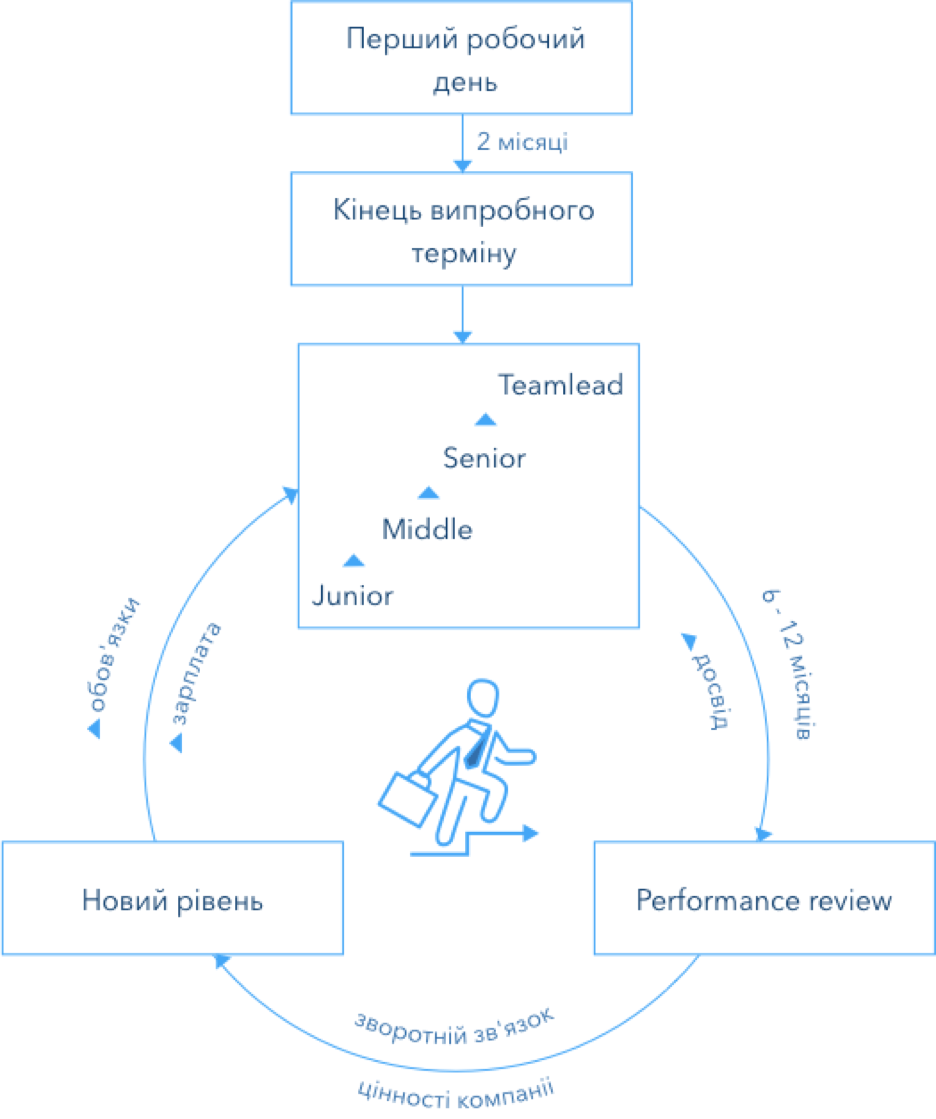 Перший робочий
день
2 місяці
Кінець випробного
терміну
Teamlead
Senior
Middle
Junior
6 - 12 місяців
досвід
обов'язки
зарплата
Новий рівень
Performance review
зворотній зв'язок
цінності компанії